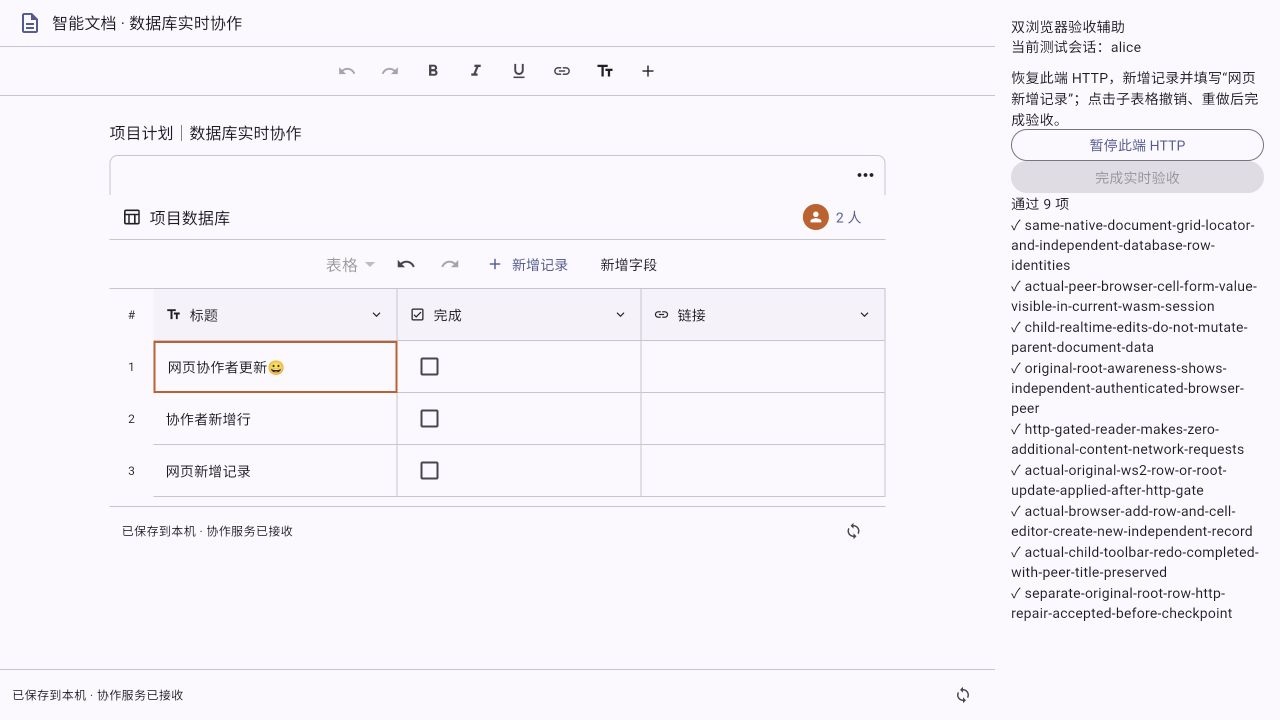 智能文档 · 数据库实时协作
双浏览器验收辅助
当前测试会话：alice
恢复此端 HTTP，新增记录并填写“网页
新增记录”；点击子表格撤销、重做后完
成验收。
暂停此端 HTTP
完成实时验收
通过 9 项
✓ same-native-document-grid-locator-
and-independent-database-row-
identities
✓ actual-peer-browser-cell-form-value-
visible-in-current-wasm-session
✓ child-realtime-edits-do-not-mutate-
parent-document-data
✓ original-root-awareness-shows-
independent-authenticated-browser-
peer
✓ http-gated-reader-makes-zero-
additional-content-network-requests
✓ actual-original-ws2-row-or-root-
update-applied-after-http-gate
✓ actual-browser-add-row-and-cell-
editor-create-new-independent-record
✓ actual-child-toolbar-redo-completed-
with-peer-title-preserved
✓ separate-original-root-row-http-
repair-accepted-before-checkpoint
项目计划｜数据库实时协作
项目数据库
2 人
表格
新增记录
新增字段
# 标题 完成 链接
1 网页协作者更新😀
2 协作者新增行
3 网页新增记录
已保存到本机 · 协作服务已接收
已保存到本机 · 协作服务已接收